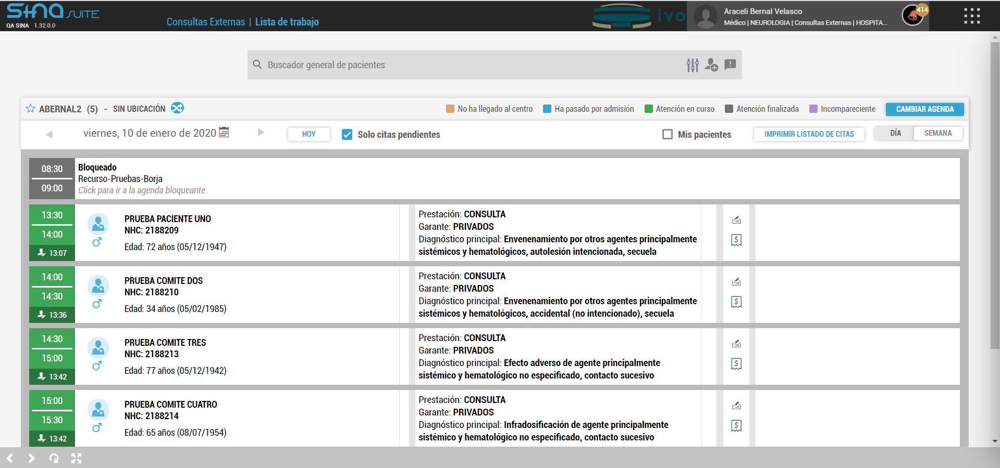 SINA SUITE
QA SINA 1.32.0.0
Consultas Externas | Lista de trabajo
ivo
Araceli Bernal Velasco
Médico | NEUROLOGIA | Consultas Externas | HOSPITA...
414
Buscador general de pacientes
ABERNAL2 (5) - SIN UBICACIÓN
No ha llegado al centro
Ha pasado por admisión
Atención en curso
Atención finalizada
Incompareciente
CAMBIAR AGENDA
viernes, 10 de enero de 2020
HOY
Solo citas pendientes
Mis pacientes
IMPRIMIR LISTADO DE CITAS
DÍA
SEMANA
08:30
09:00
Bloqueado
Recurso-Pruebas-Borja
Click para ir a la agenda bloqueante.
13:30
14:00
13:07
PRUEBA PACIENTE UNO
NHC: 2188209
Edad: 72 años (05/12/1947)
Prestación: CONSULTA
Garante: PRIVADOS
Diagnóstico principal: Envenenamiento por otros agentes principalmente
sistémicos y hematológicos, autolesión intencionada, secuela
14:00
14:30
13:36
PRUEBA COMITE DOS
NHC: 2188210
Edad: 34 años (05/02/1985)
Prestación: CONSULTA
Garante: PRIVADOS
Diagnóstico principal: Envenenamiento por otros agentes principalmente
sistémicos y hematológicos, accidental (no intencionado), secuela
14:30
15:00
13:42
PRUEBA COMITE TRES
NHC: 2188213
Edad: 77 años (05/12/1942)
Prestación: CONSULTA
Garante: PRIVADOS
Diagnóstico principal: Efecto adverso de agente principalmente
sistémico y hematológico no especificado, contacto sucesivo
15:00
15:30
13:42
PRUEBA COMITE CUATRO
NHC: 2188214
Edad: 65 años (08/07/1954)
Prestación: CONSULTA
Garante: PRIVADOS
Diagnóstico principal: Infradosificación de agente principalmente
sistémico y hematológico no especificado, contacto sucesivo